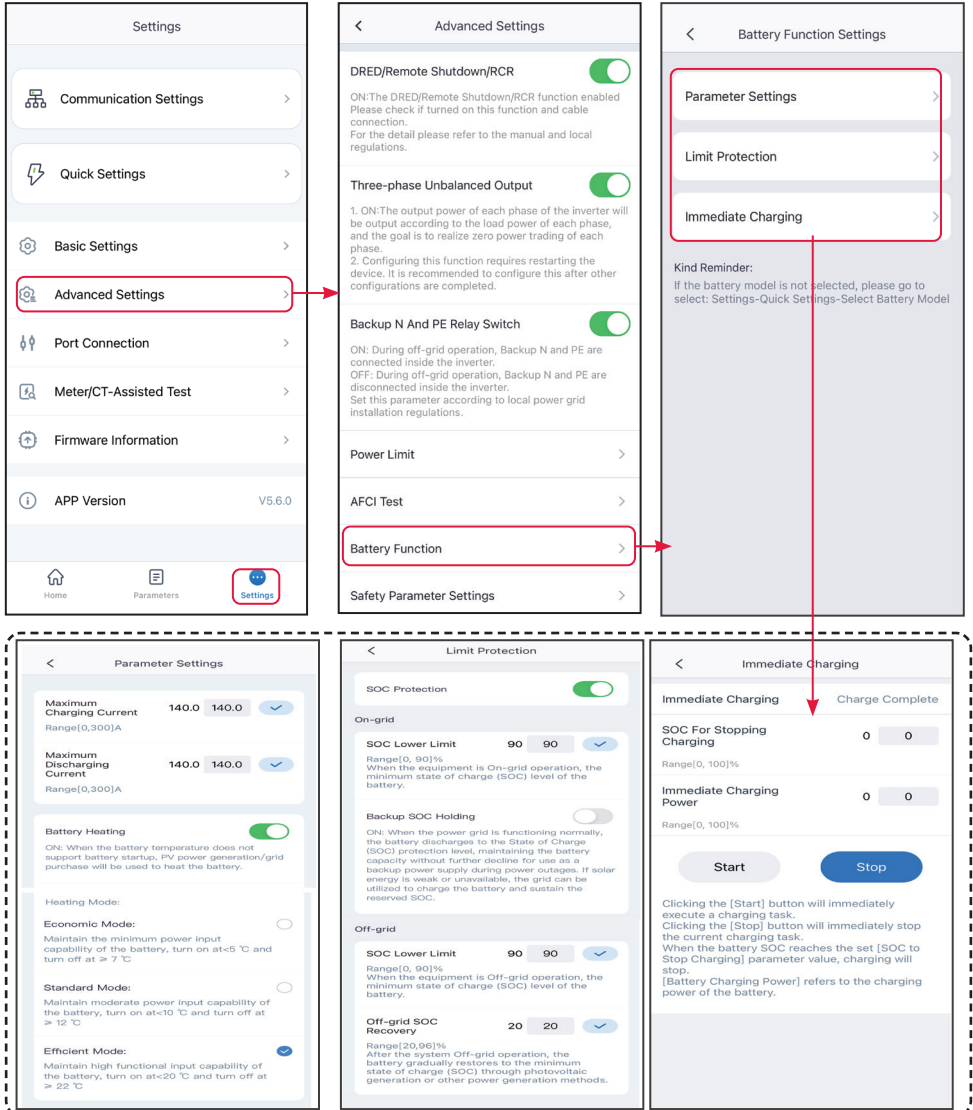 Settings
Communication Settings
Quick Settings
Basic Settings
Advanced Settings
Port Connection
Meter/CT-Assisted Test
Firmware Information
APP Version V5.6.0
Home Parameters Settings
Advanced Settings
DRED/Remote Shutdown/RCR
ON:The DRED/Remote Shutdown/RCR function enabled
Please check if turned on this function and cable
connection.
For the detail please refer to the manual and local
regulations.
Three-phase Unbalanced Output
1. ON:The output power of each phase of the inverter will
be output according to the load power of each phase,
and the goal is to realize zero power trading of each
phase.
2. Configuring this function requires restarting the
device. It is recommended to configure this after other
configurations are completed.
Backup N And PE Relay Switch
ON: During off-grid operation, Backup N and PE are
connected inside the inverter.
OFF: During off-grid operation, Backup N and PE are
disconnected inside the inverter.
Set this parameter according to local power grid
installation regulations.
Power Limit
AFCI Test
Battery Function
Safety Parameter Settings
Battery Function Settings
Parameter Settings
Limit Protection
Immediate Charging
Kind Reminder:
If the battery model is not selected, please go to
select: Settings-Quick Settings-Select Battery Model
Parameter Settings
Maximum
Charging Current 140.0 140.0
Range[0,300]A
Maximum
Discharging
Current 140.0 140.0
Range[0,300]A
Battery Heating
ON: When the battery temperature does not
support battery startup, PV power generation/grid
purchase will be used to heat the battery.
Heating Mode:
Economic Mode:
Maintain the minimum power input
capability of the battery, turn on at<5 ℃ and
turn off at ≥ 7 ℃
Standard Mode:
Maintain moderate power input capability of
the battery, turn on at<10 ℃ and turn off at
≥ 12 ℃
Efficient Mode:
Maintain high functional input capability of
the battery, turn on at<20 ℃ and turn off at
≥ 22 ℃
Limit Protection
SOC Protection
On-grid
SOC Lower Limit 90 90
Range[0, 90]%
When the equipment is On-grid operation, the
minimum state of charge (SOC) level of the
battery.
Backup SOC Holding
ON: When the power grid is functioning normally,
the battery discharges to the State of Charge
(SOC) protection level, maintaining the battery
capacity without further decline for use as a
backup power supply during power outages. If solar
energy is weak or unavailable, the grid can be
utilized to charge the battery and sustain the
reserved SOC.
Off-grid
SOC Lower Limit 90 90
Range[0, 90]%
When the equipment is Off-grid operation, the
minimum state of charge (SOC) level of the
battery.
Off-grid SOC
Recovery 20 20
Range[20,96]%
After the system Off-grid operation, the
battery gradually restores to the minimum
state of charge (SOC) through photovoltaic
generation or other power generation methods.
Immediate Charging
Immediate Charging Charge Complete
SOC For Stopping
Charging 0 0
Range[0, 100]%
Immediate Charging
Power 0 0
Range[0, 100]%
Start Stop
Clicking the [Start] button will immediately
execute a charging task.
Clicking the [Stop] button will immediately stop
the current charging task.
When the battery SOC reaches the set [SOC to
Stop Charging] parameter value, charging will
stop.
[Battery Charging Power] refers to the charging
power of the battery.